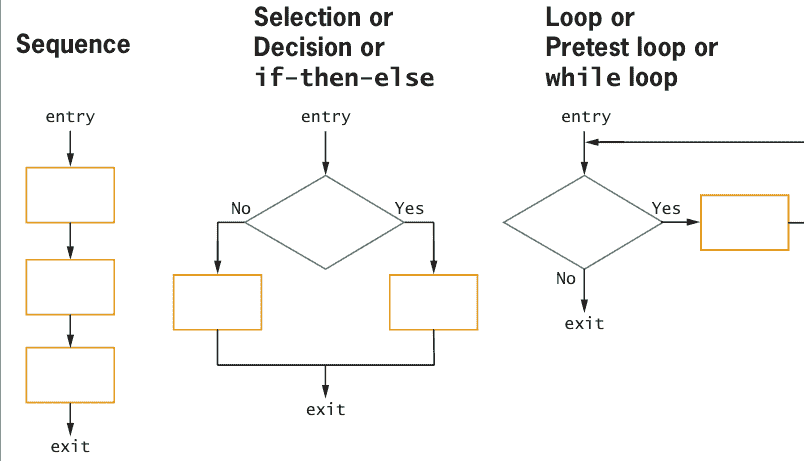 Sequence
entry
exit
Selection or
Decision or
if-then-else
entry
No
Yes
exit
Loop or
Pretest loop or
while loop
entry
Yes
No
exit